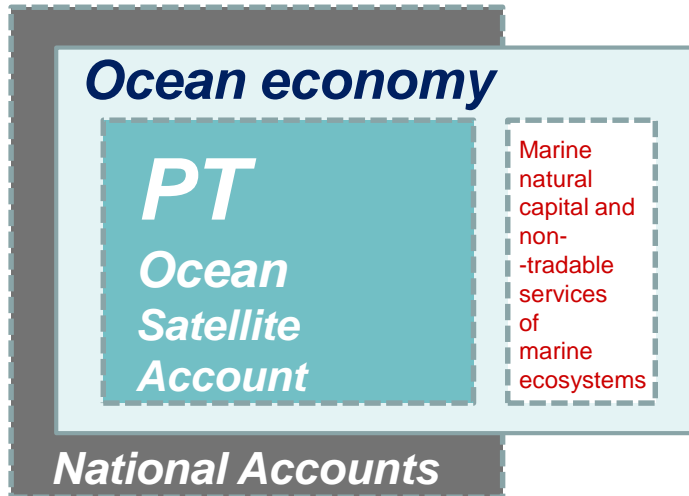 Ocean economy
PT
Ocean
Satellite
Account
Marine
natural
capital and
non-
-tradable
services
of
marine
ecosystems
National Accounts